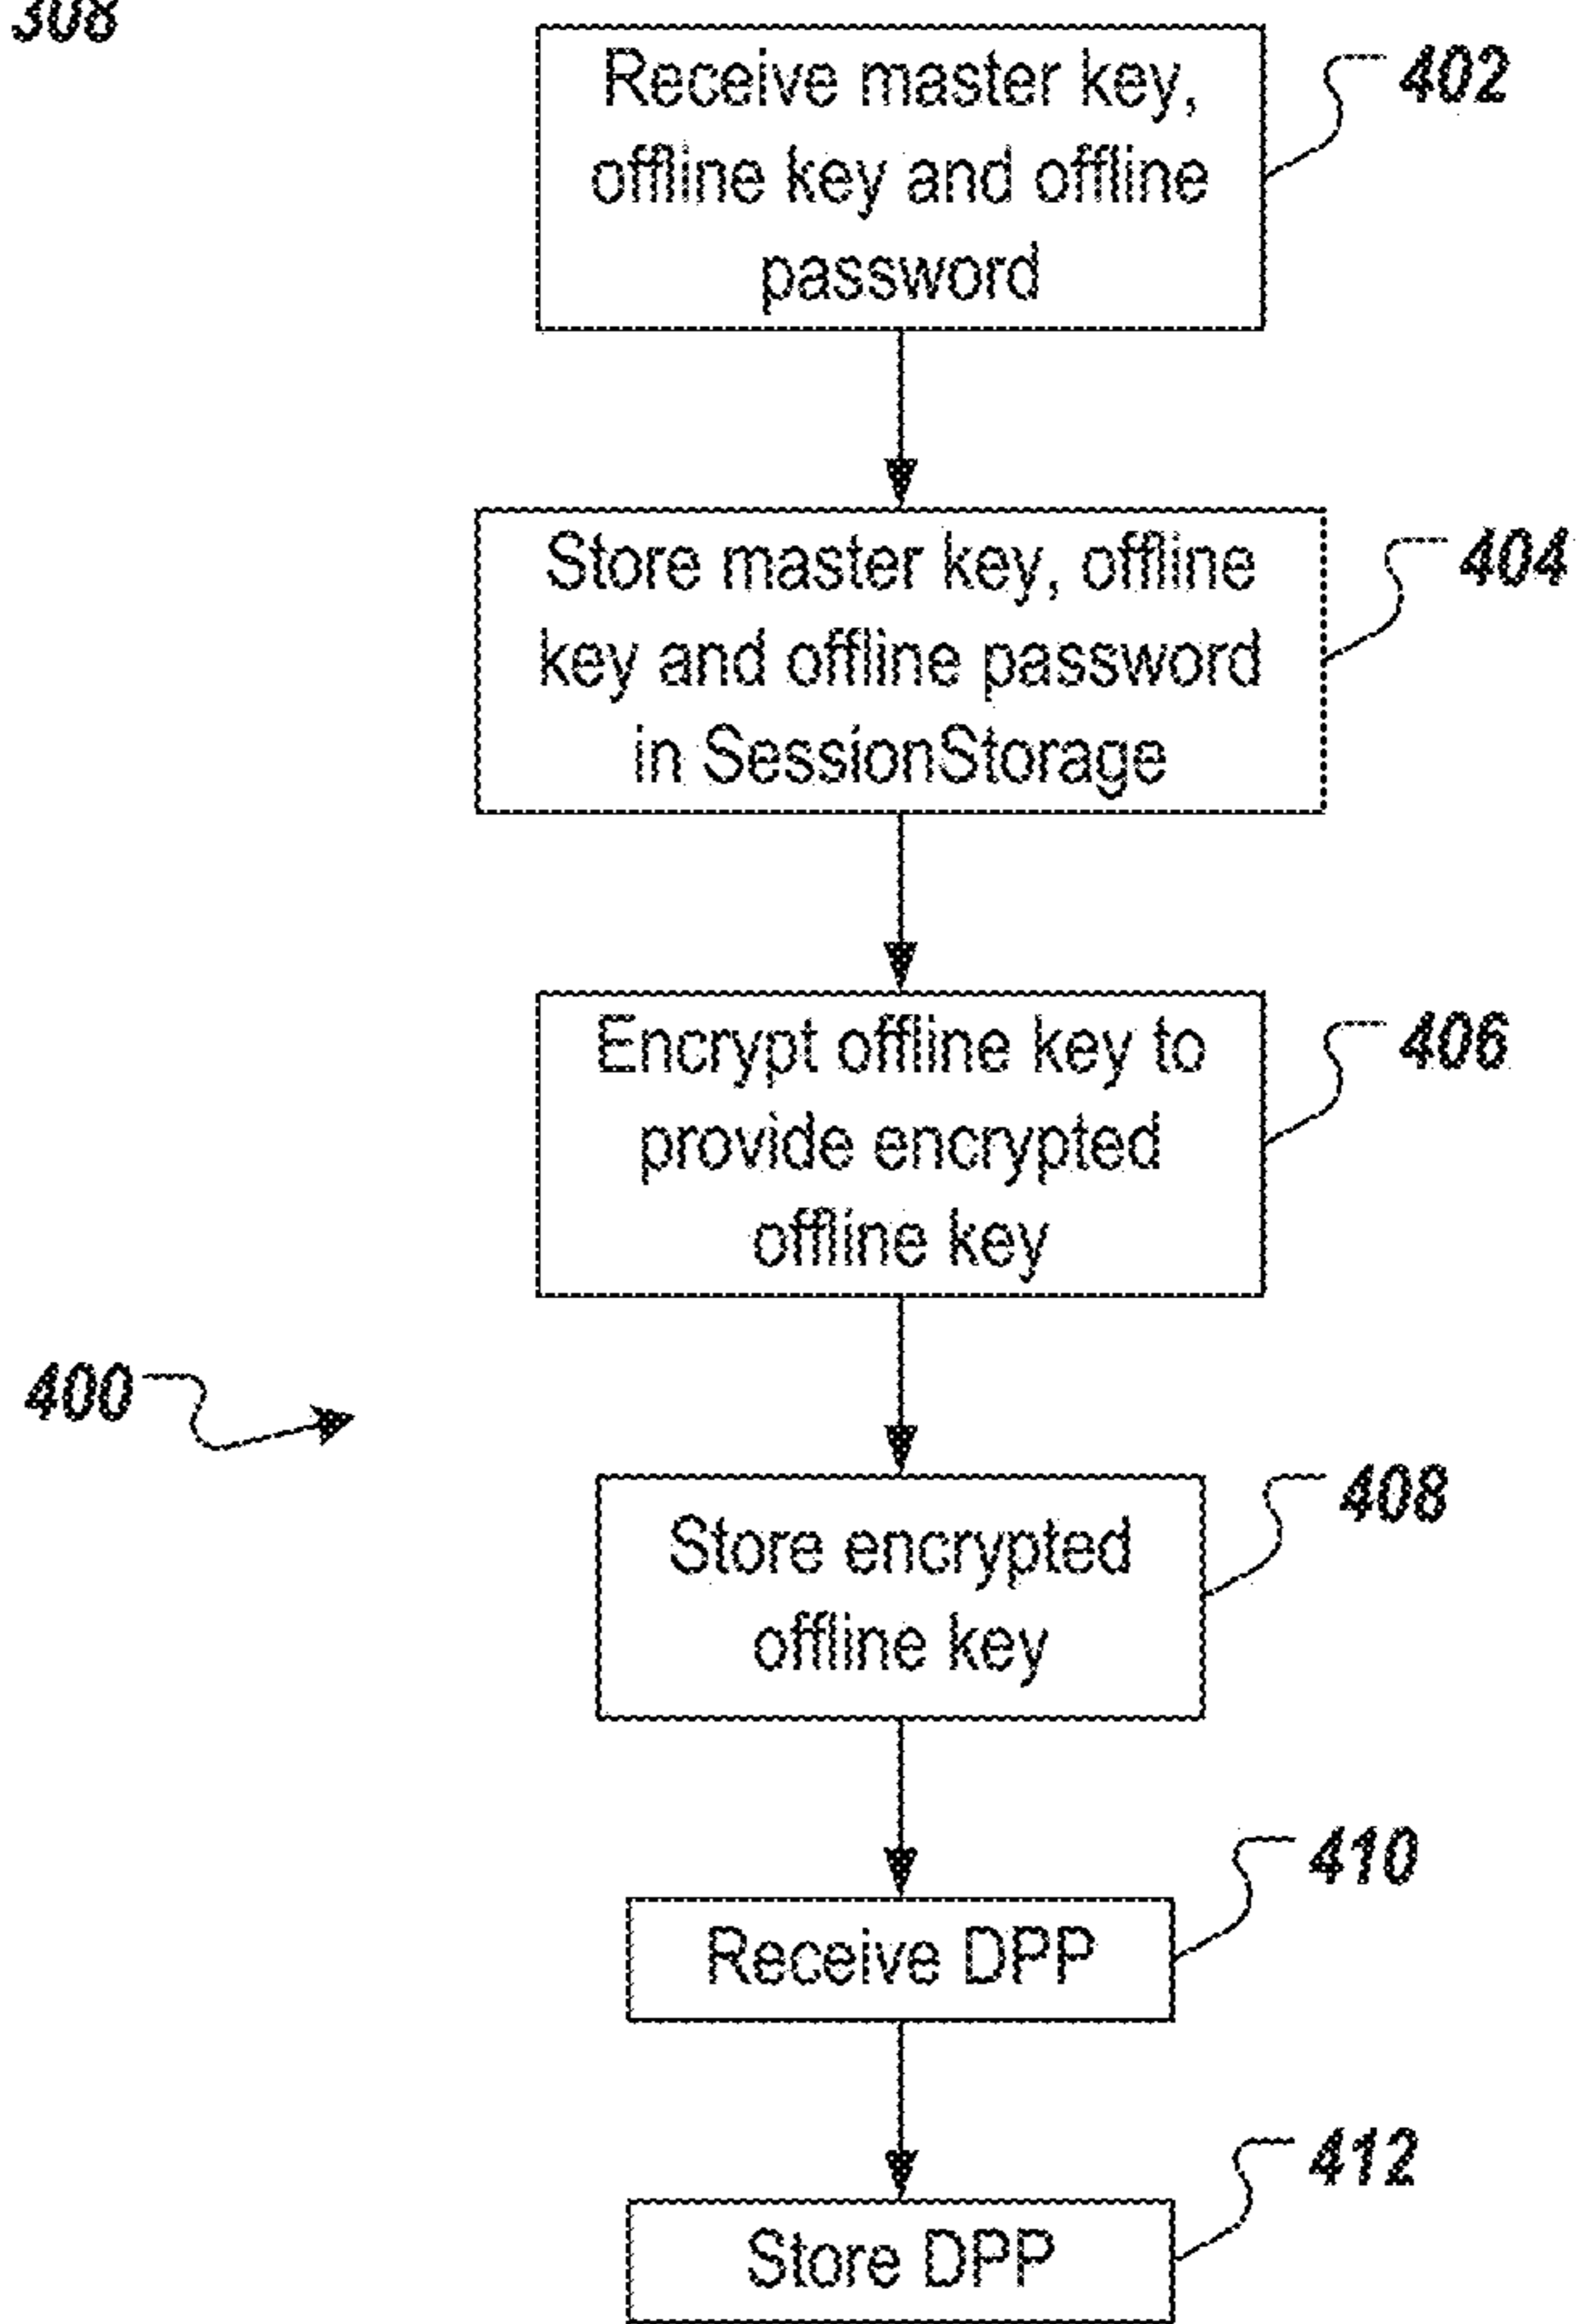 308
Receive master key,
offline key and offline
password
402
Store master key, offline
key and offline password
in SessionStorage
404
Encrypt offline key to
provide encrypted
offline key
406
400
Store encrypted
offline key
408
Receive DPP
410
Store DPP
412